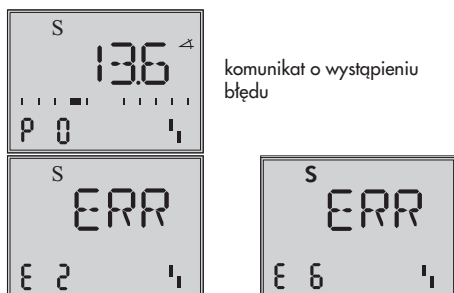 S
13.6
P 0
komunikat o wystąpieniu
błędu
S
ERR
E 2
S
ERR
E 6